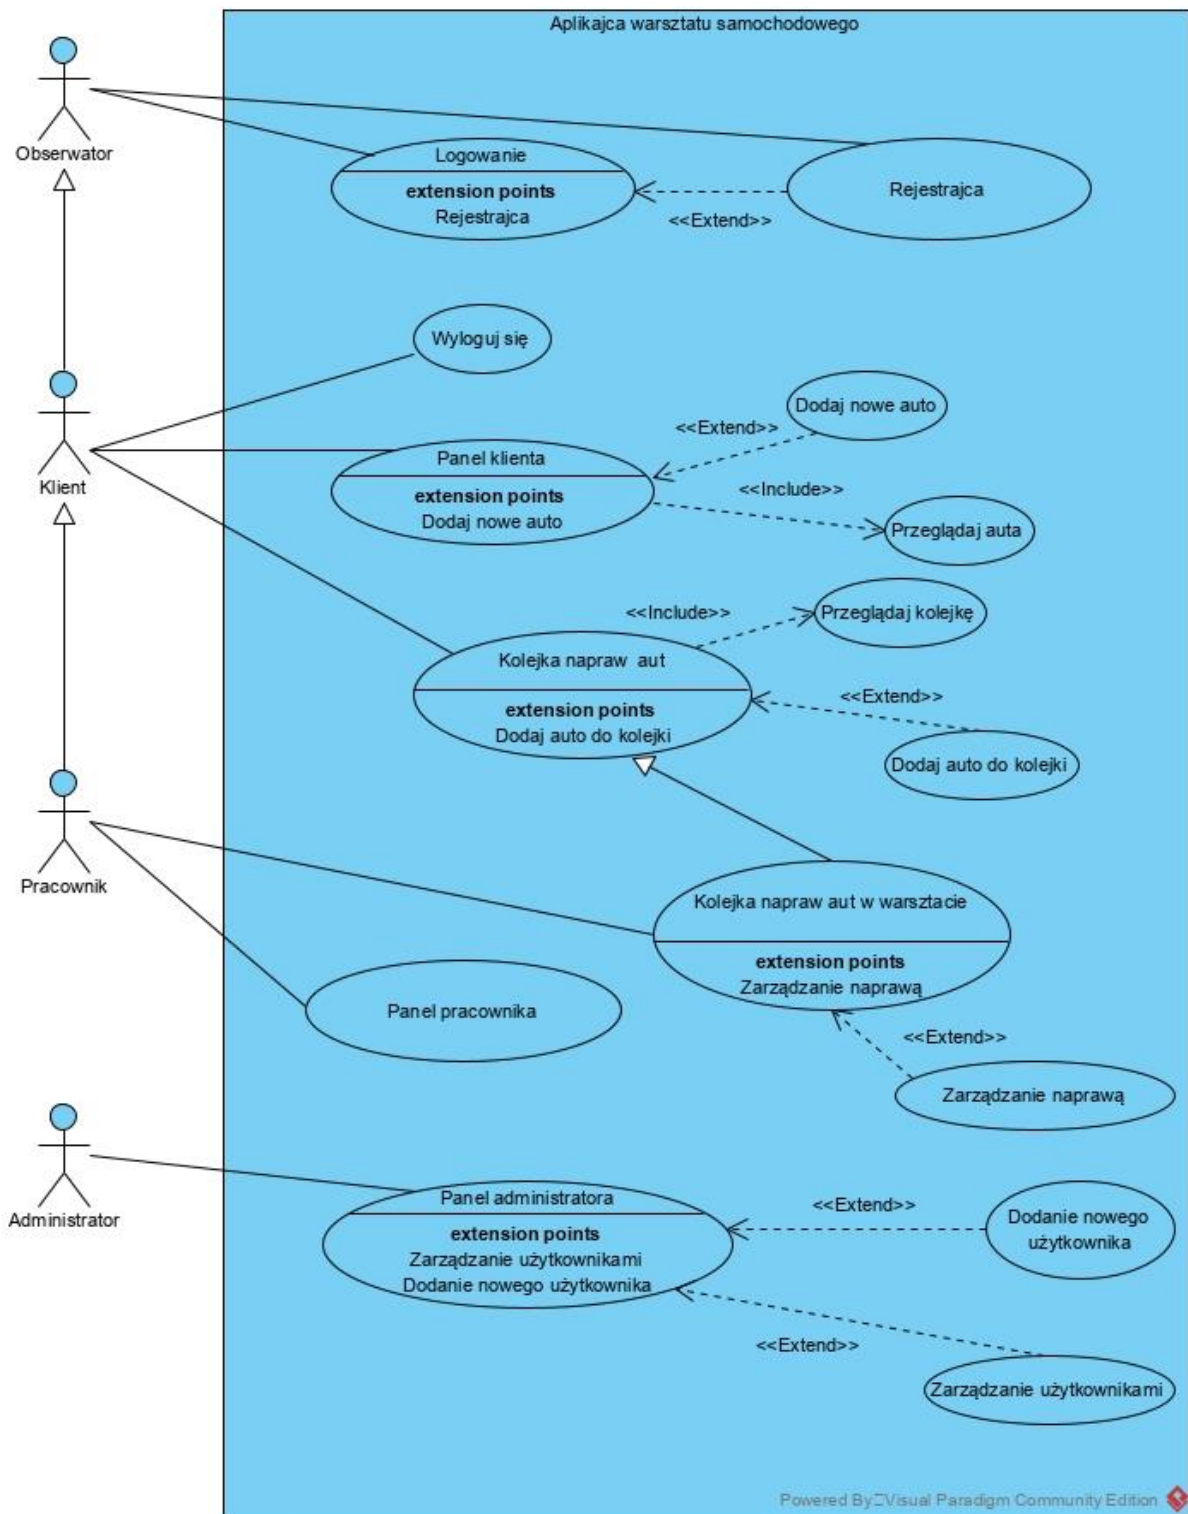 Aplikajca warsztatu samochodowego
Obserwator
Logowanie
extension points
Rejestrajca
<<Extend>>
Rejestrajca
Wyloguj się
Klient
Panel klienta
extension points
Dodaj nowe auto
<<Extend>>
Dodaj nowe auto
<<Include>>
Przeglądaj auta
<<Include>>
Przeglądaj kolejkę
Kolejka napraw aut
extension points
Dodaj auto do kolejki
<<Extend>>
Dodaj auto do kolejki
Pracownik
Kolejka napraw aut w warsztacie
extension points
Zarządzanie naprawą
Panel pracownika
<<Extend>>
Zarządzanie naprawą
Administrator
Panel administratora
extension points
Zarządzanie użytkownikami
Dodanie nowego użytkownika
<<Extend>>
Dodanie nowego
użytkownika
<<Extend>>
Zarządzanie użytkownikami
Powered By Visual Paradigm Community Edition